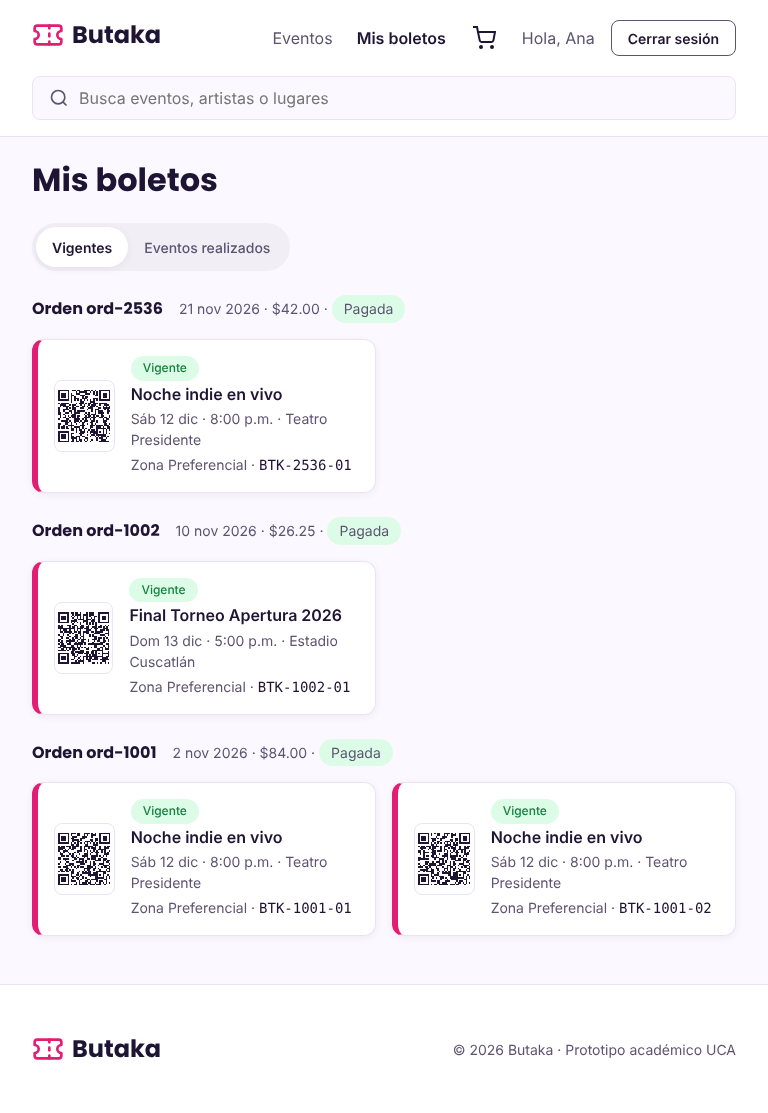 Butaka
Eventos
Mis boletos
Hola, Ana
Cerrar sesión
Busca eventos, artistas o lugares
Mis boletos
Vigentes
Eventos realizados
Orden ord-2536
21 nov 2026 · $42.00 ·
Pagada
Vigente
Noche indie en vivo
Sáb 12 dic · 8:00 p.m. · Teatro
Presidente
Zona Preferencial · BTK-2536-01
Orden ord-1002
10 nov 2026 · $26.25 ·
Pagada
Vigente
Final Torneo Apertura 2026
Dom 13 dic · 5:00 p.m. · Estadio
Cuscatlán
Zona Preferencial · BTK-1002-01
Orden ord-1001
2 nov 2026 · $84.00 ·
Pagada
Vigente
Noche indie en vivo
Sáb 12 dic · 8:00 p.m. · Teatro
Presidente
Zona Preferencial · BTK-1001-01
Vigente
Noche indie en vivo
Sáb 12 dic · 8:00 p.m. · Teatro
Presidente
Zona Preferencial · BTK-1001-02
Butaka
© 2026 Butaka · Prototipo académico UCA